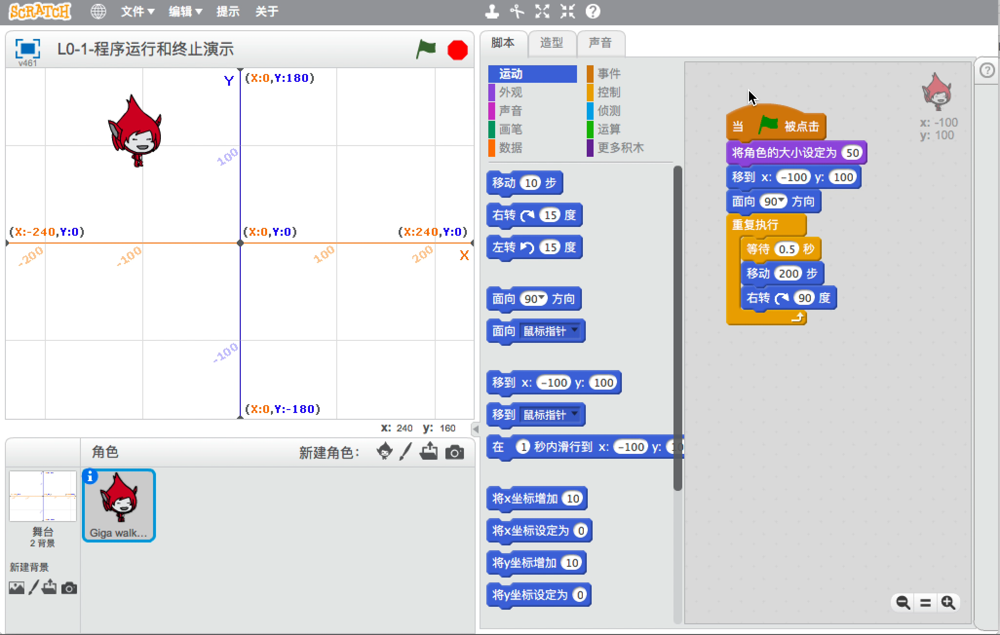 SCRATCH 文件 编辑 提示 关于
L0-1-程序运行和终止演示
v461
Y (X:0,Y:180)
100
(X:-240,Y:0) (X:0,Y:0) (X:240,Y:0)
-200 -100 100 200 X
-100
(X:0,Y:-180)
x: 240 y: 160
角色 新建角色：
舞台
2 背景
新建背景
Giga walk...
脚本 造型 声音
运动 事件
外观 控制
声音 侦测
画笔 运算
数据 更多积木
移动 10 步
右转 15 度
左转 15 度
面向 90 方向
面向 鼠标指针
移到 x: -100 y: 100
移到 鼠标指针
在 1 秒内滑行到 x: -100 y: 10
将x坐标增加 10
将x坐标设定为 0
将y坐标增加 10
将y坐标设定为 0
当 被点击
将角色的大小设定为 50
移到 x: -100 y: 100
面向 90 方向
重复执行
等待 0.5 秒
移动 200 步
右转 90 度
x: -100
y: 100